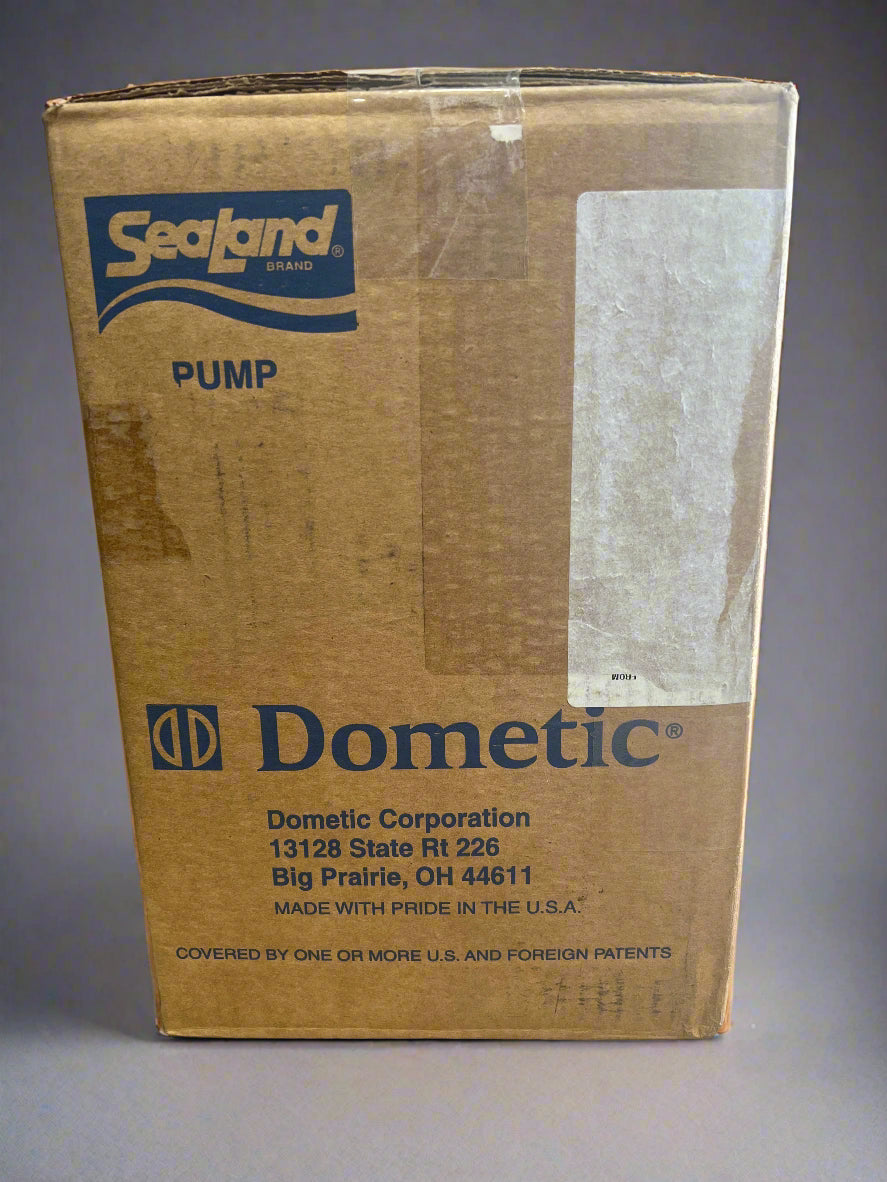 SeaLand®
BRAND
PUMP
FROM
Dometic®
Dometic Corporation
13128 State Rt 226
Big Prairie, OH 44611
MADE WITH PRIDE IN THE U.S.A.
COVERED BY ONE OR MORE U.S. AND FOREIGN PATENTS